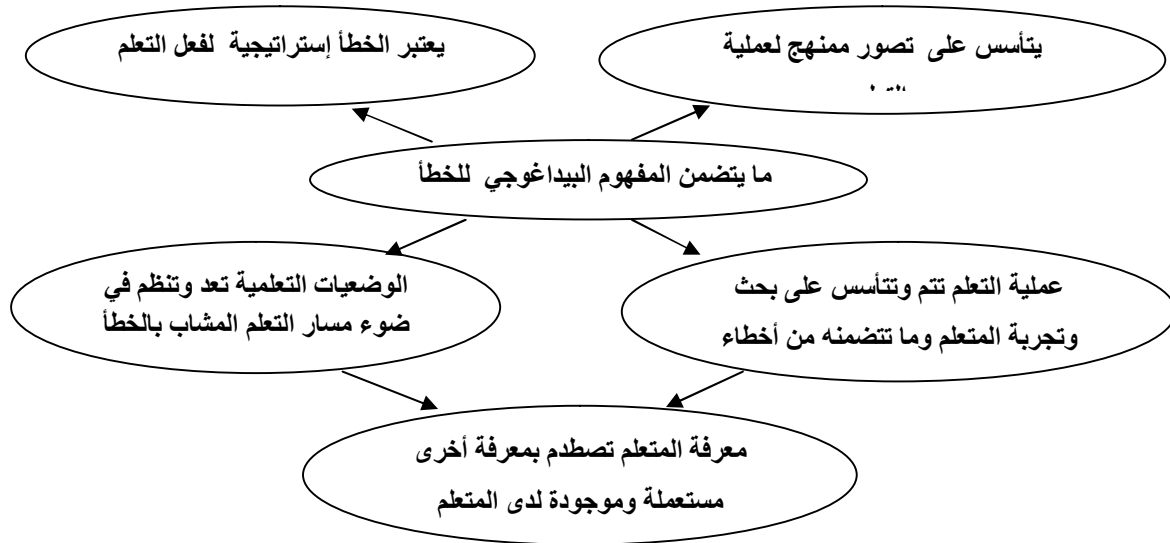 يتأسس على تصور ممنهج لعملية
يعتبر الخطأ إستراتيجية لفعل التعلم
ما يتضمن المفهوم البيداغوجي للخطأ
عملية التعلم تتم وتتأسس على بحث
وتجربة المتعلم وما تتضمنه من أخطاء
الوضعيات التعلمية تعد وتنظم في
ضوء مسار التعلم المشاب بالخطأ
معرفة المتعلم تصطدم بمعرفة أخرى
مستعملة وموجودة لدى المتعلم